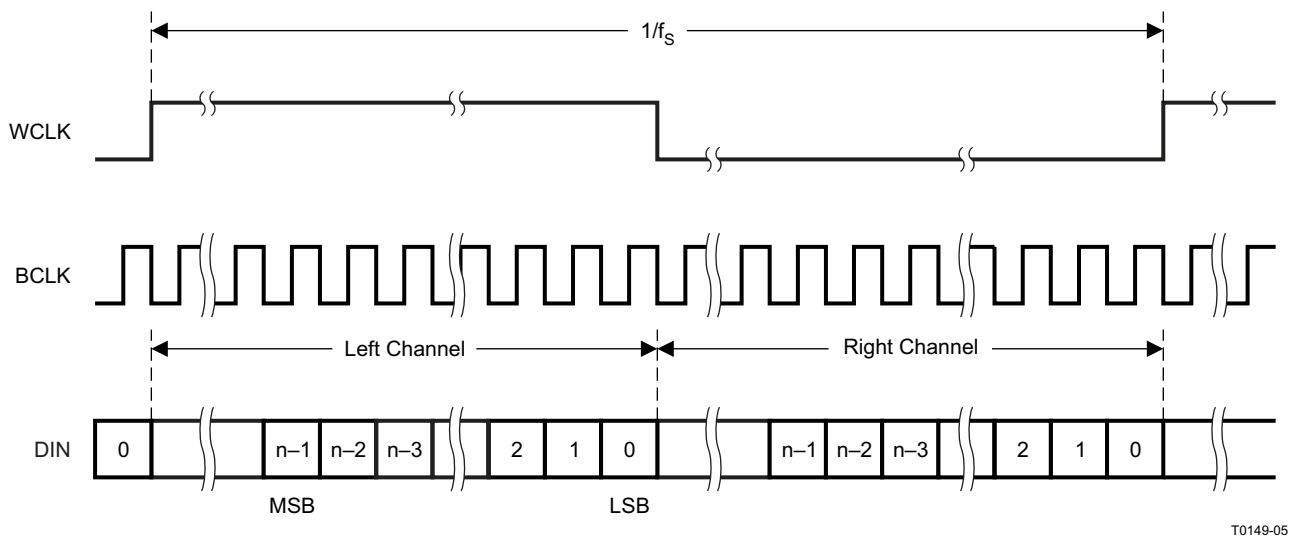 1/fS
WCLK
BCLK
Left Channel Right Channel
DIN 0 n–1 n–2 n–3 2 1 0 n–1 n–2 n–3 2 1 0
MSB LSB
T0149-05